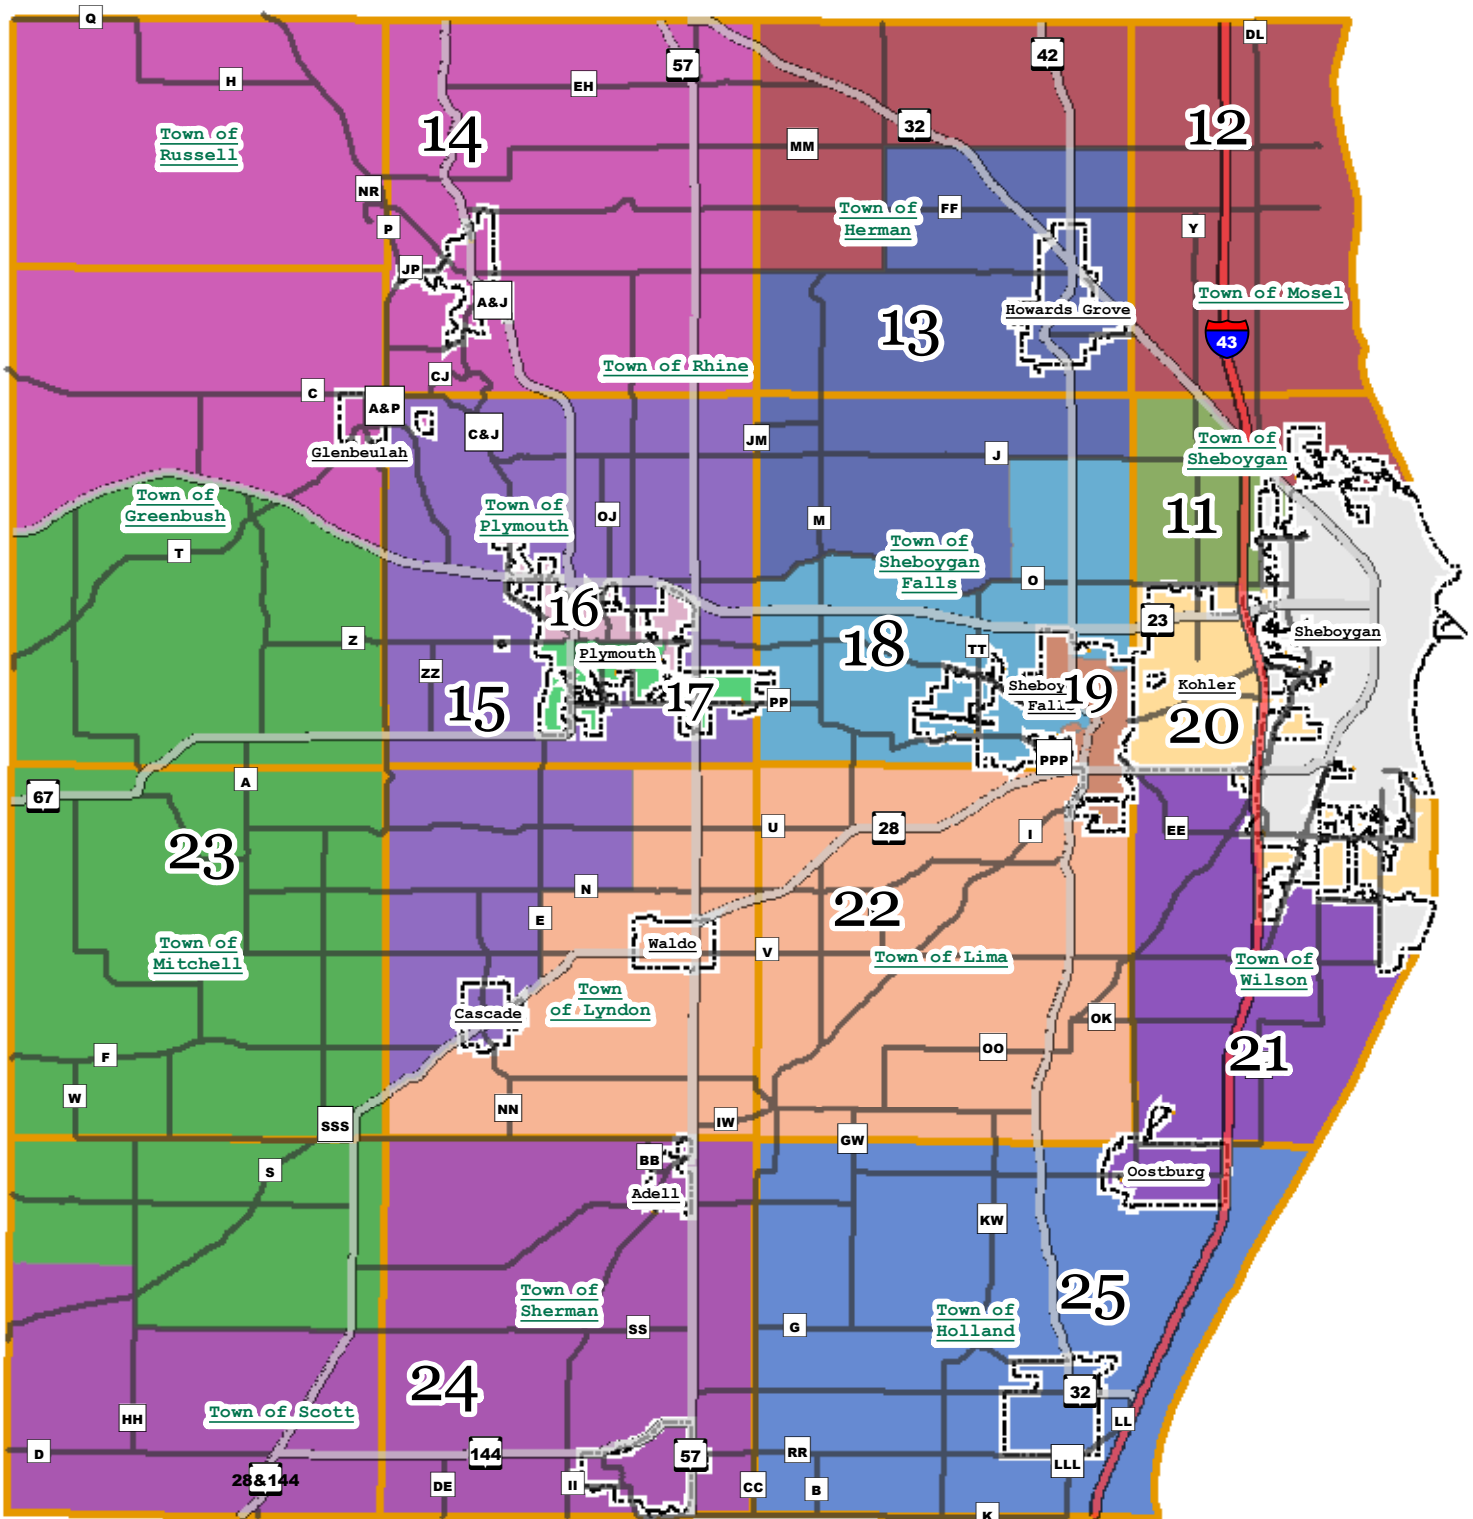 Q
DL
42
57
H
EH
14
32
12
Town of
Russell
MM
NR
Town of
Herman
FF
P
Y
JP
A&J
Town of Mosel
Howards Grove
13
43
Town of Rhine
CJ
C
A&P
C&J
JM
Glenbeulah
J
Town of
Sheboygan
Town of
Greenbush
Town of
Plymouth
OJ
M
11
T
Town of
Sheboygan
Falls
O
16
23
Z
Plymouth
18
TT
Sheboygan
ZZ
15
17
PP
Sheboy
Falls
19
Kohler
20
PPP
67
A
23
U
28
I
EE
N
E
22
Waldo
V
Town of
Mitchell
Town of Lima
Town of
Wilson
Cascade
Town
of Lyndon
OK
F
OO
21
W
NN
SSS
IW
GW
S
BB
Oostburg
Adell
KW
Town of
Sherman
25
SS
G
Town of
Holland
24
32
Town of Scott
HH
LL
D
144
57
RR
LLL
28&144
DE
II
CC
B
K